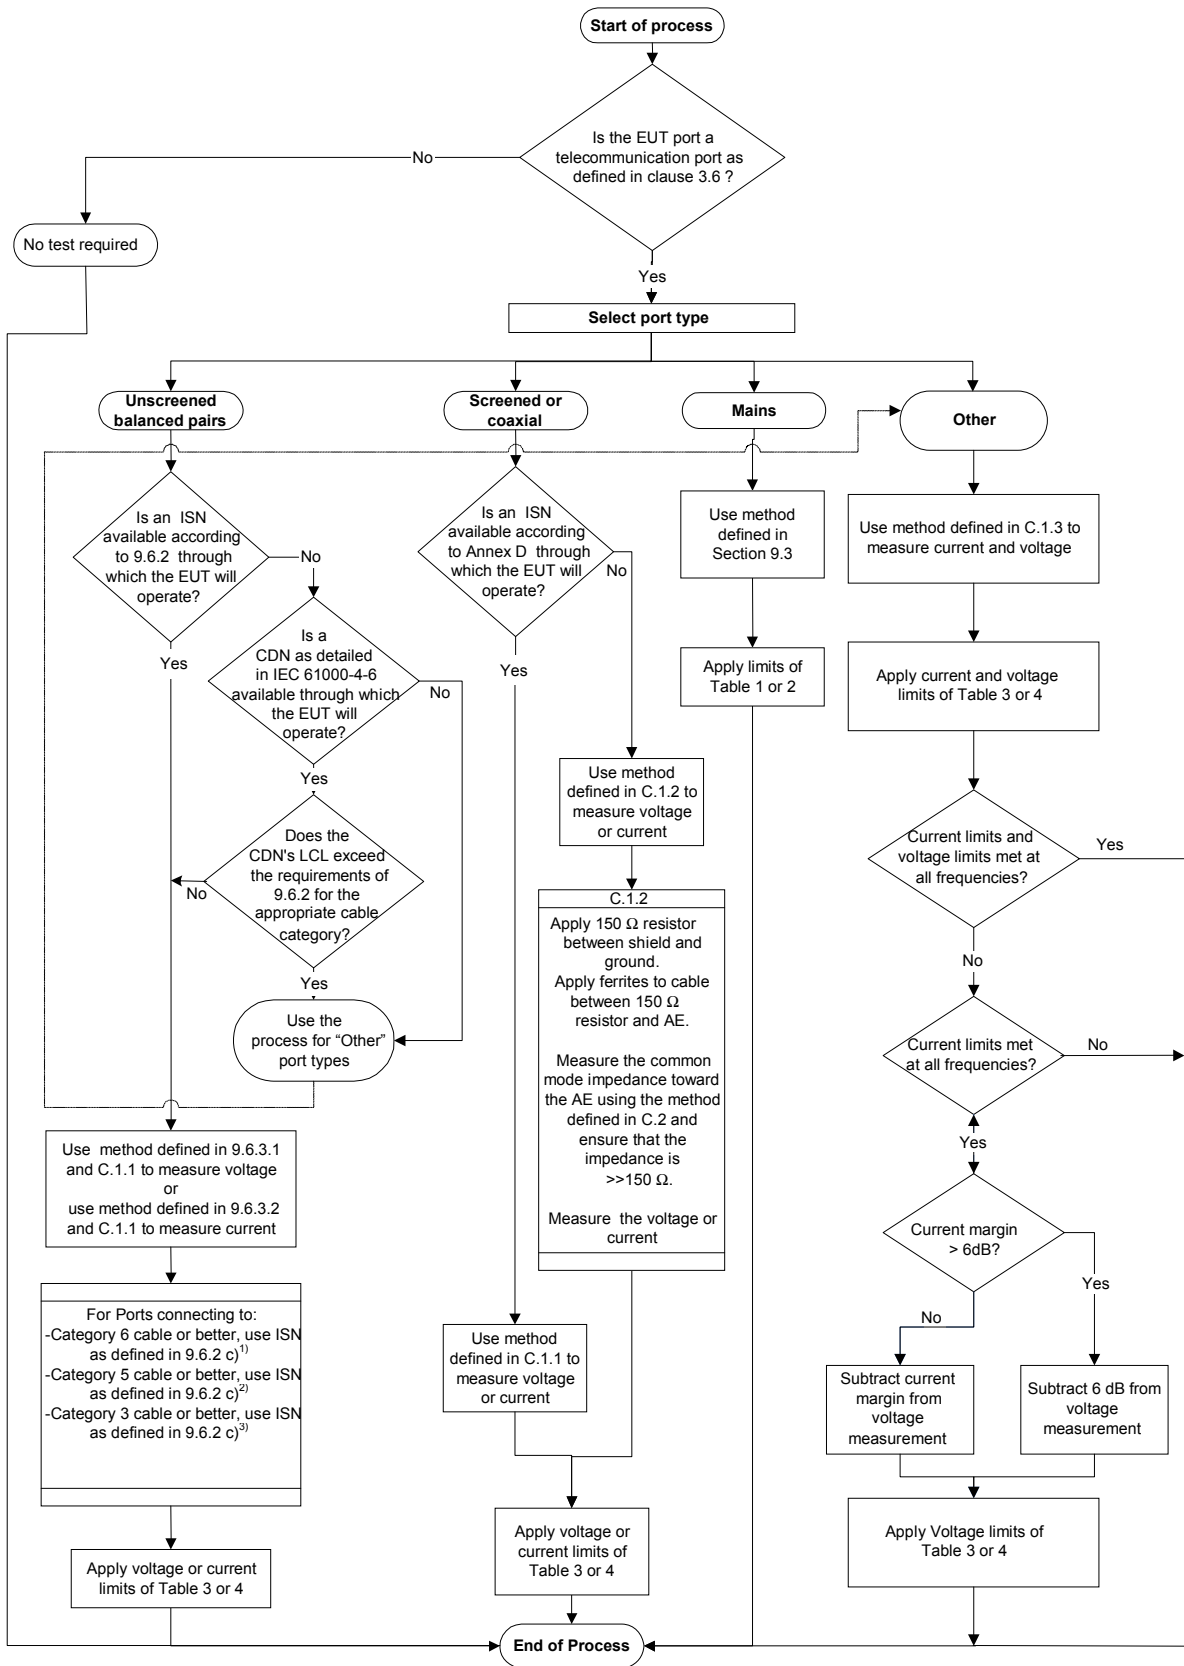 Start of process
Is the EUT port a
telecommunication port as
defined in clause 3.6 ?
No
No test required
Yes
Select port type
Unscreened
balanced pairs
Screened or
coaxial
Mains
Other
Is an ISN
available according
to 9.6.2 through
which the EUT will
operate?
No
Yes
Is a
CDN as detailed
in IEC 61000-4-6
available through which
the EUT will
operate?
No
Yes
Does the
CDN's LCL exceed
the requirements of
9.6.2 for the
appropriate cable
category?
No
Yes
Use the
process for “Other”
port types
Use method defined in 9.6.3.1
and C.1.1 to measure voltage
or
use method defined in 9.6.3.2
and C.1.1 to measure current
For Ports connecting to:
-Category 6 cable or better, use ISN
as defined in 9.6.2 c)1)
-Category 5 cable or better, use ISN
as defined in 9.6.2 c)2)
-Category 3 cable or better, use ISN
as defined in 9.6.2 c)3)
Apply voltage or current
limits of Table 3 or 4
Is an ISN
available according
to Annex D through
which the EUT will
operate?
No
Yes
Use method
defined in C.1.2 to
measure voltage
or current
C.1.2
Apply 150 Ω resistor
between shield and
ground.
Apply ferrites to cable
between 150 Ω
resistor and AE.
Measure the common
mode impedance toward
the AE using the method
defined in C.2 and
ensure that the
impedance is
>>150 Ω.
Measure the voltage or
current
Use method
defined in C.1.1 to
measure voltage
or current
Apply voltage or
current limits of
Table 3 or 4
Use method
defined in
Section 9.3
Apply limits of
Table 1 or 2
Use method defined in C.1.3 to
measure current and voltage
Apply current and voltage
limits of Table 3 or 4
Current limits and
voltage limits met at
all frequencies?
Yes
No
Current limits met
at all frequencies?
No
Yes
Current margin
> 6dB?
No
Yes
Subtract current
margin from
voltage
measurement
Subtract 6 dB from
voltage
measurement
Apply Voltage limits of
Table 3 or 4
End of Process